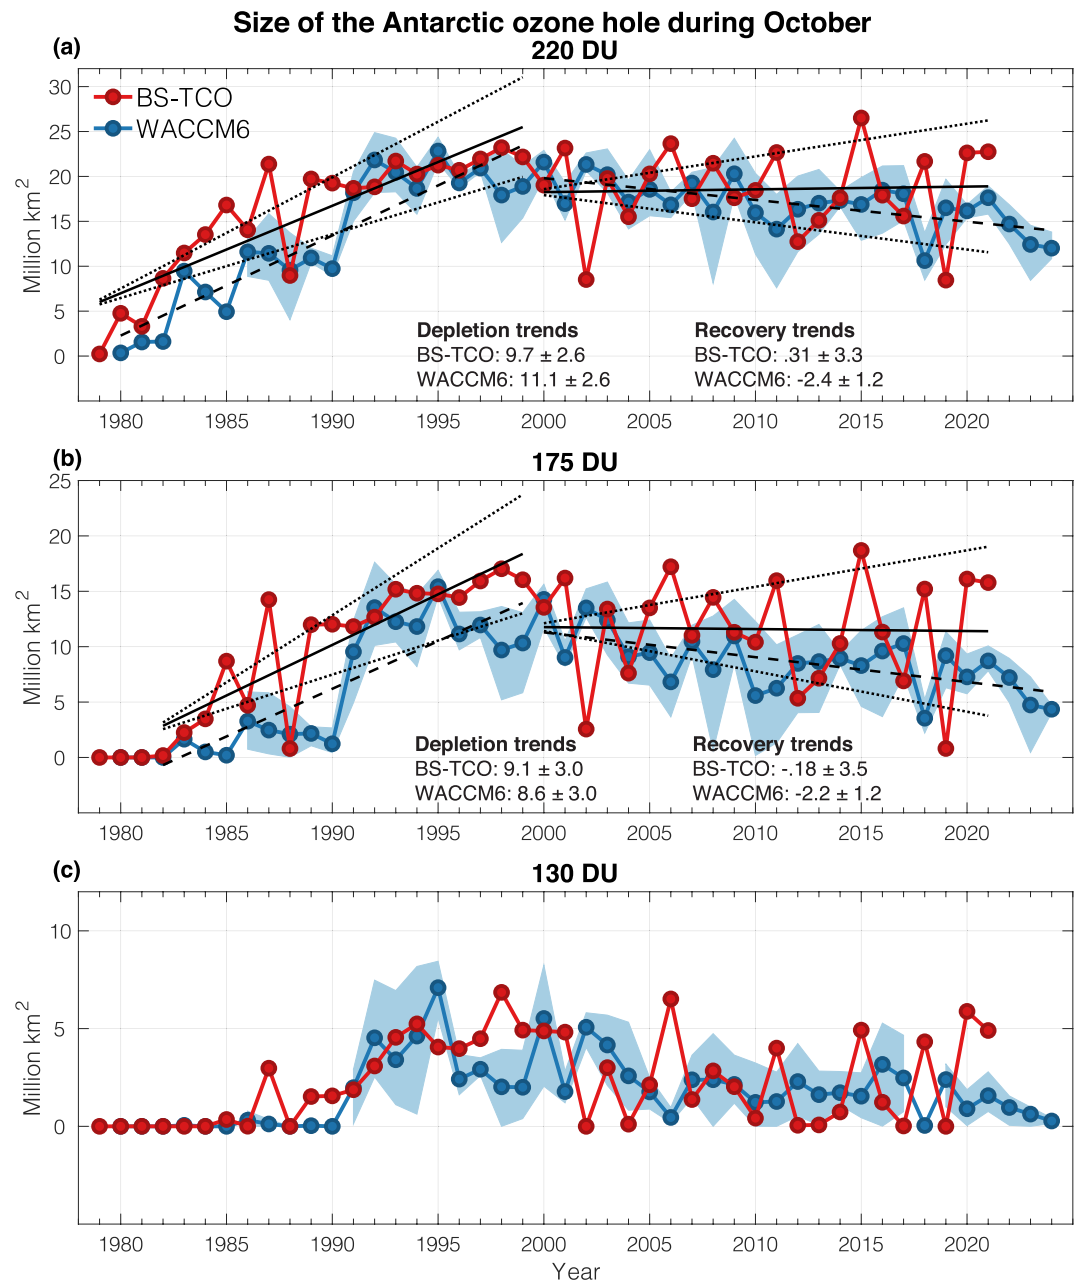 Size of the Antarctic ozone hole during October
(a)
220 DU
30
25
20
15
10
5
0
Million km2
BS-TCO
WACCM6
Depletion trends
BS-TCO: 9.7 ± 2.6
WACCM6: 11.1 ± 2.6
Recovery trends
BS-TCO: .31 ± 3.3
WACCM6: -2.4 ± 1.2
1980 1985 1990 1995 2000 2005 2010 2015 2020
(b)
175 DU
25
20
15
10
5
0
Million km2
Depletion trends
BS-TCO: 9.1 ± 3.0
WACCM6: 8.6 ± 3.0
Recovery trends
BS-TCO: -.18 ± 3.5
WACCM6: -2.2 ± 1.2
1980 1985 1990 1995 2000 2005 2010 2015 2020
(c)
130 DU
10
5
0
Million km2
1980 1985 1990 1995 2000 2005 2010 2015 2020
Year